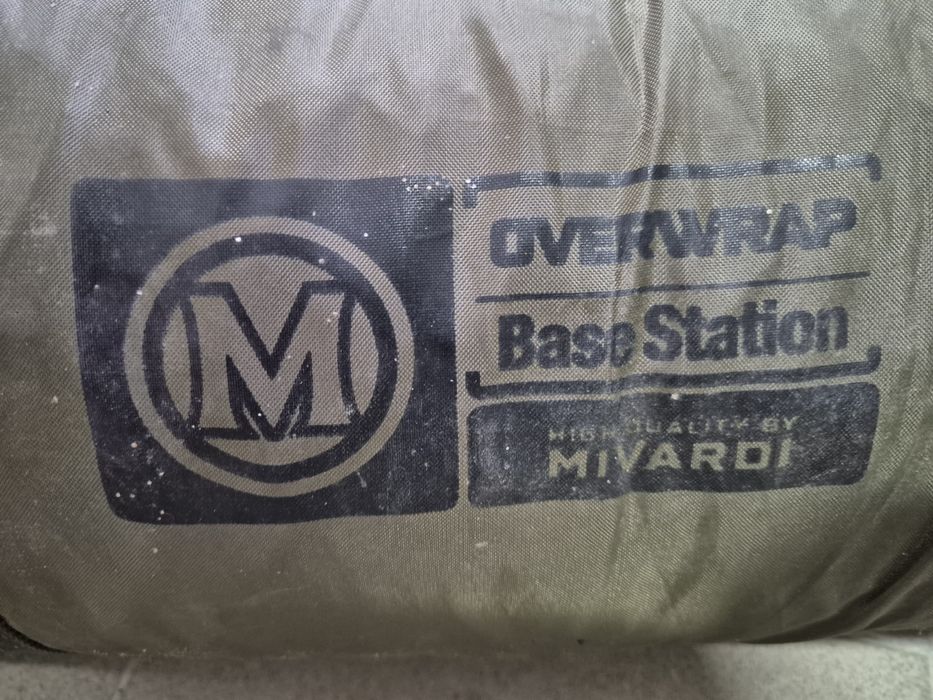 M
OVERWRAP
Base Station
HIGH QUALITY BY
MIVARDI